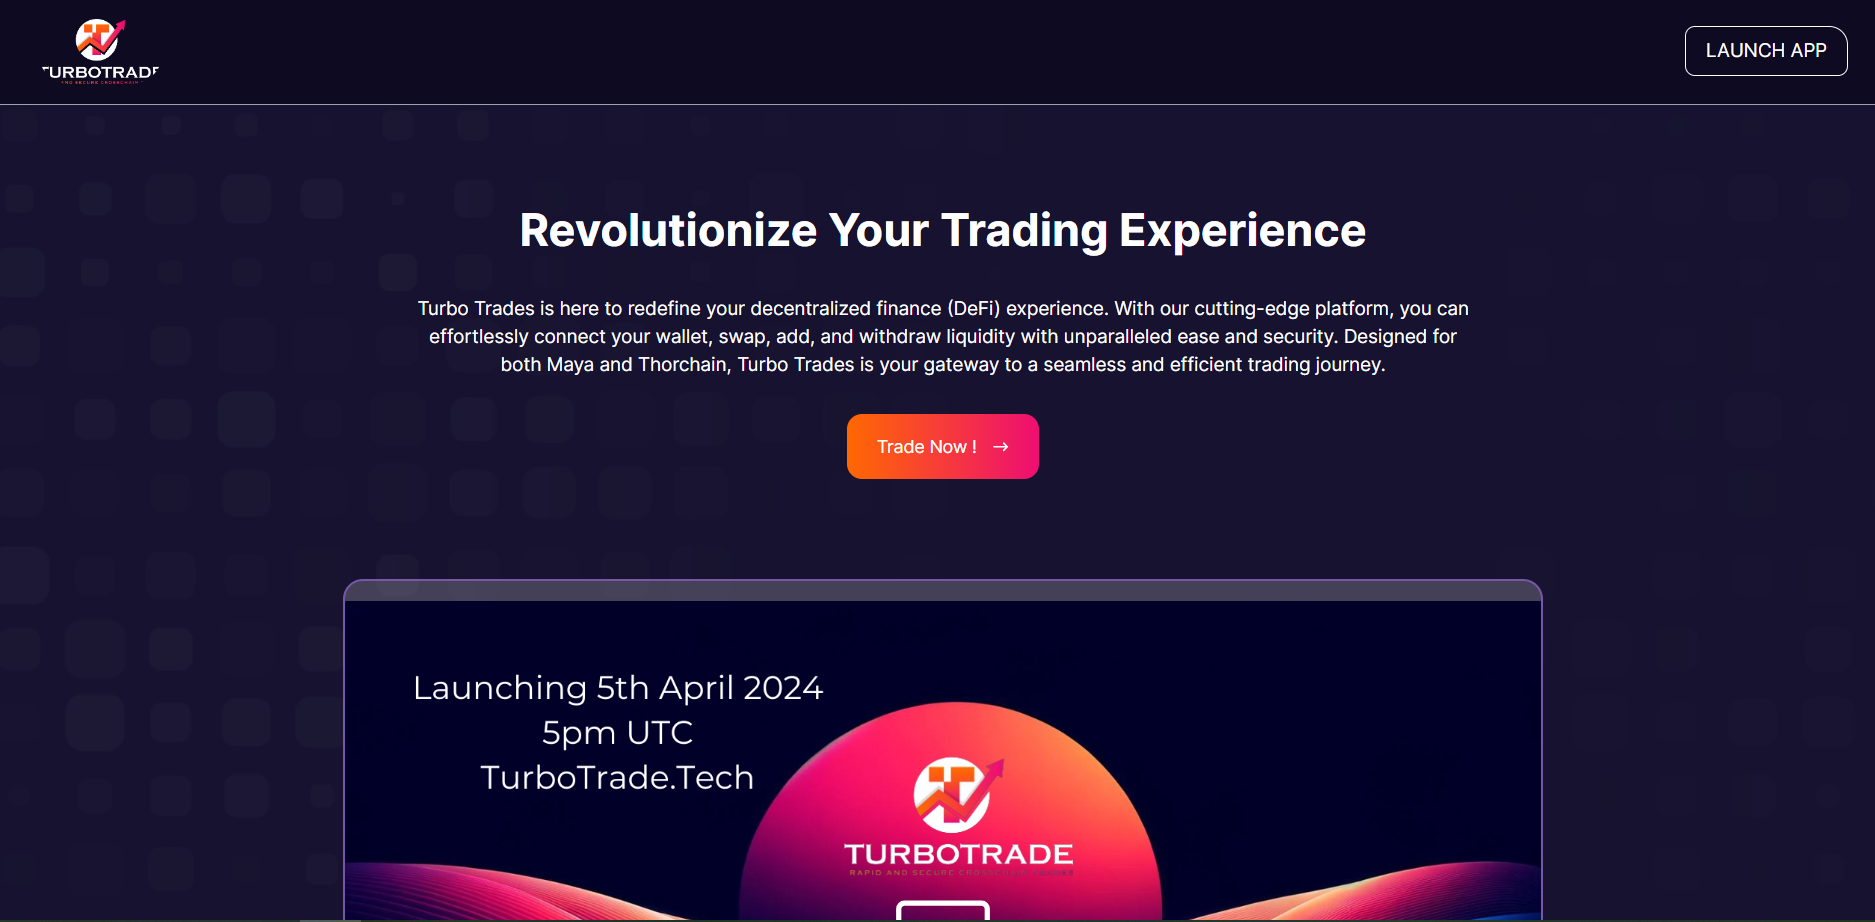 TURBOTRADE
LAUNCH APP
Revolutionize Your Trading Experience
Turbo Trades is here to redefine your decentralized finance (DeFi) experience. With our cutting-edge platform, you can
effortlessly connect your wallet, swap, add, and withdraw liquidity with unparalleled ease and security. Designed for
both Maya and Thorchain, Turbo Trades is your gateway to a seamless and efficient trading journey.
Trade Now ! →
Launching 5th April 2024
5pm UTC
TurboTrade.Tech
TURBOTRADE
RAPID AND SECURE CROSSCHAIN